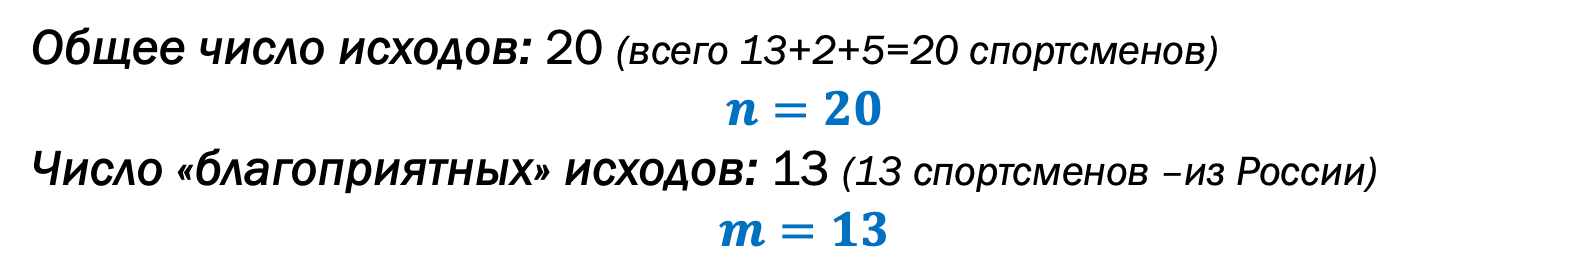 Общее число исходов: 20 (всего 13+2+5=20 спортсменов)
n = 20
Число «благоприятных» исходов: 13 (13 спортсменов –из России)
m = 13